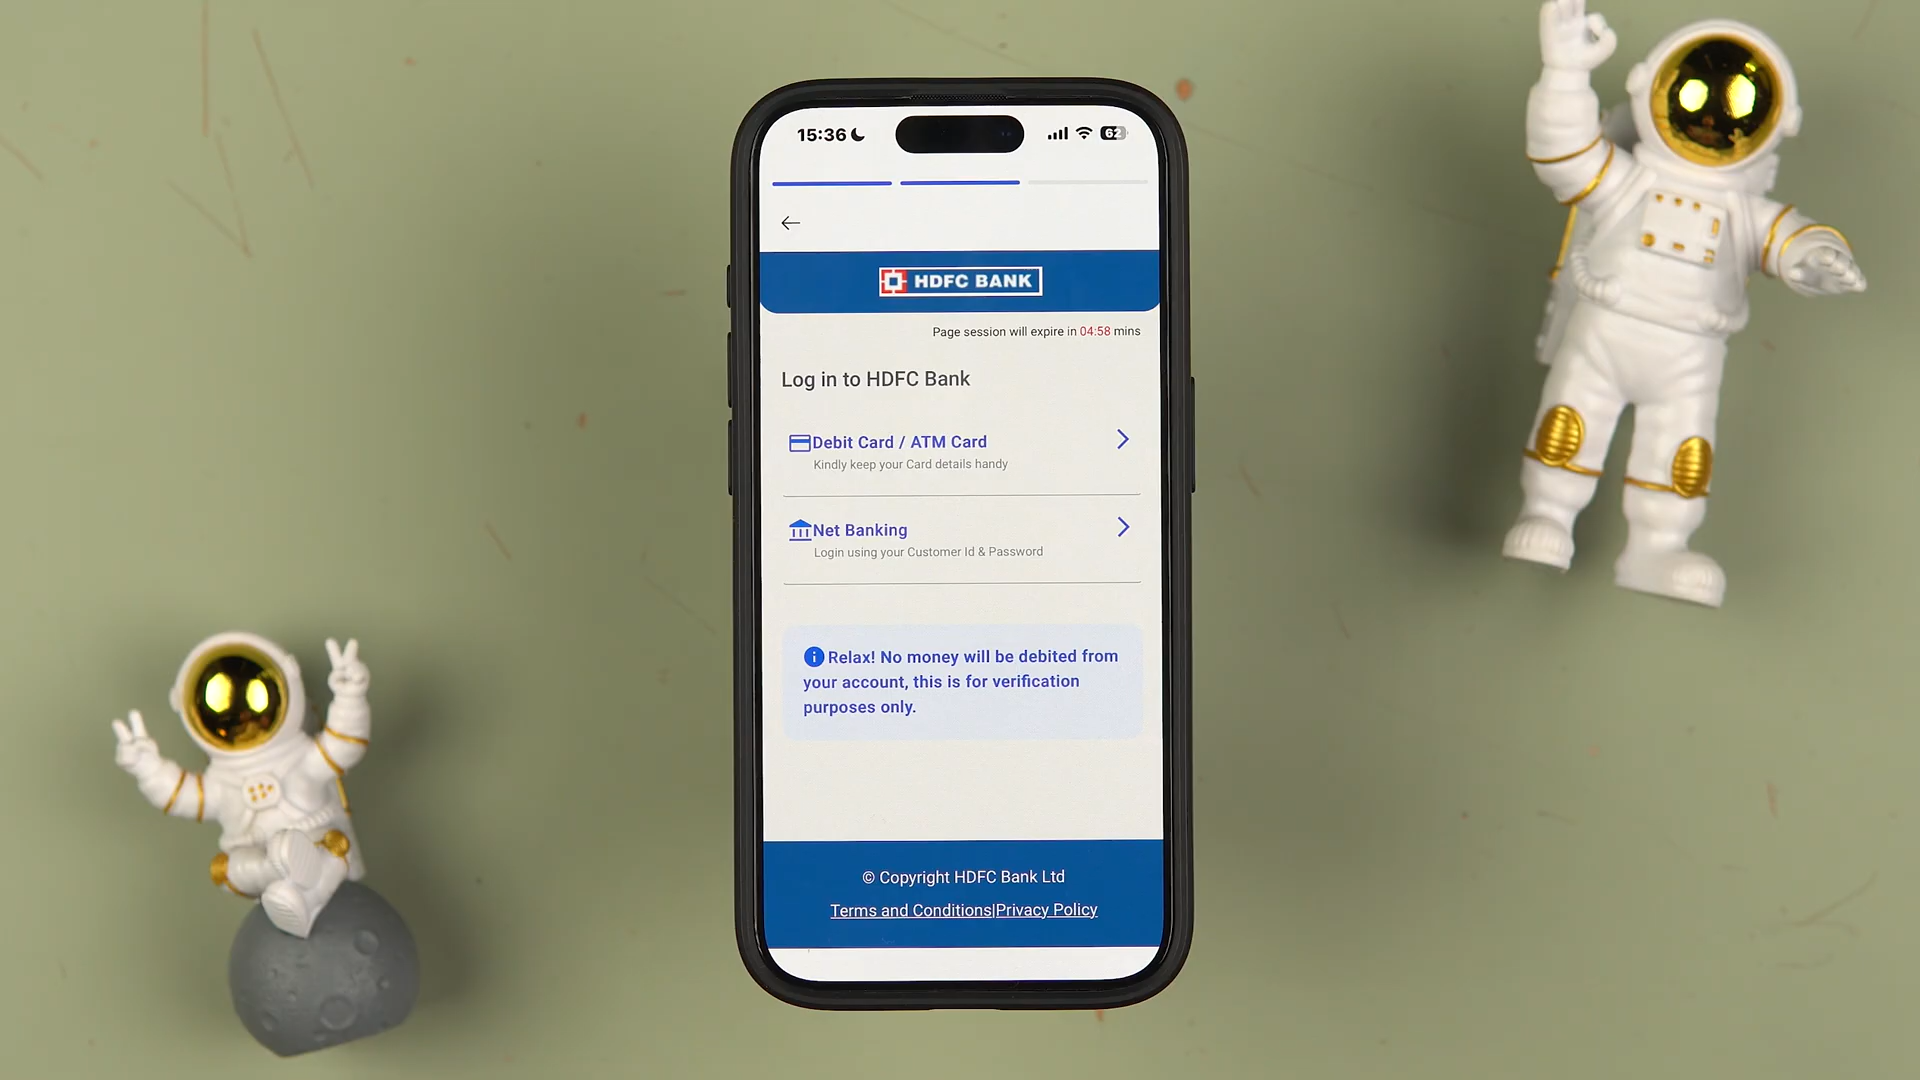 15:36
62
HDFC BANK
Page session will expire in 04:58 mins
Log in to HDFC Bank
Debit Card / ATM Card
Kindly keep your Card details handy
Net Banking
Login using your Customer Id & Password
Relax! No money will be debited from
your account, this is for verification
purposes only.
© Copyright HDFC Bank Ltd
Terms and Conditions|Privacy Policy